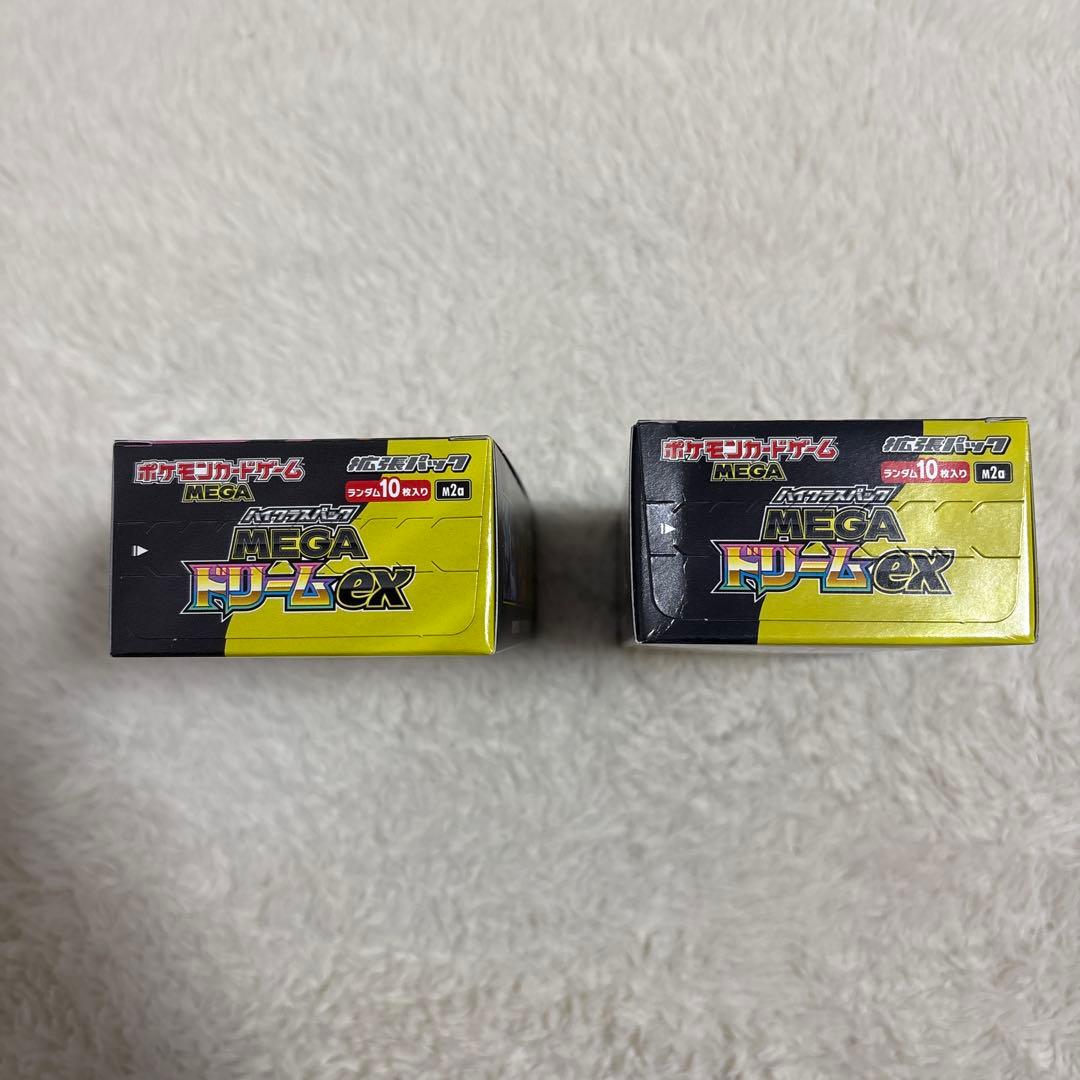 ポケモンカードゲーム
MEGA
拡張パック
ランダム10枚入り
M2a
ハイクラスパック
MEGA
ドリームex
ポケモンカードゲーム
MEGA
拡張パック
ランダム10枚入り
M2a
ハイクラスパック
MEGA
ドリームex